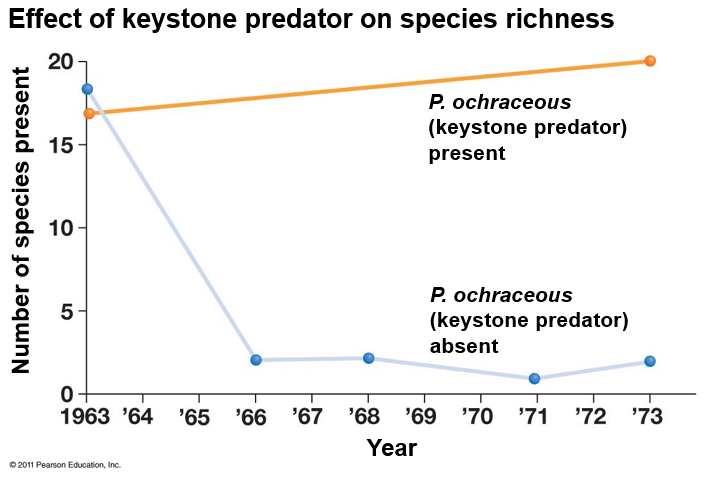 Effect of keystone predator on species richness
Number of species present
20
15
10
5
0
P. ochraceous
(keystone predator)
present
P. ochraceous
(keystone predator)
absent
1963 ’64 ’65 ’66 ’67 ’68 ’69 ’70 ’71 ’72 ’73
Year
© 2011 Pearson Education, Inc.